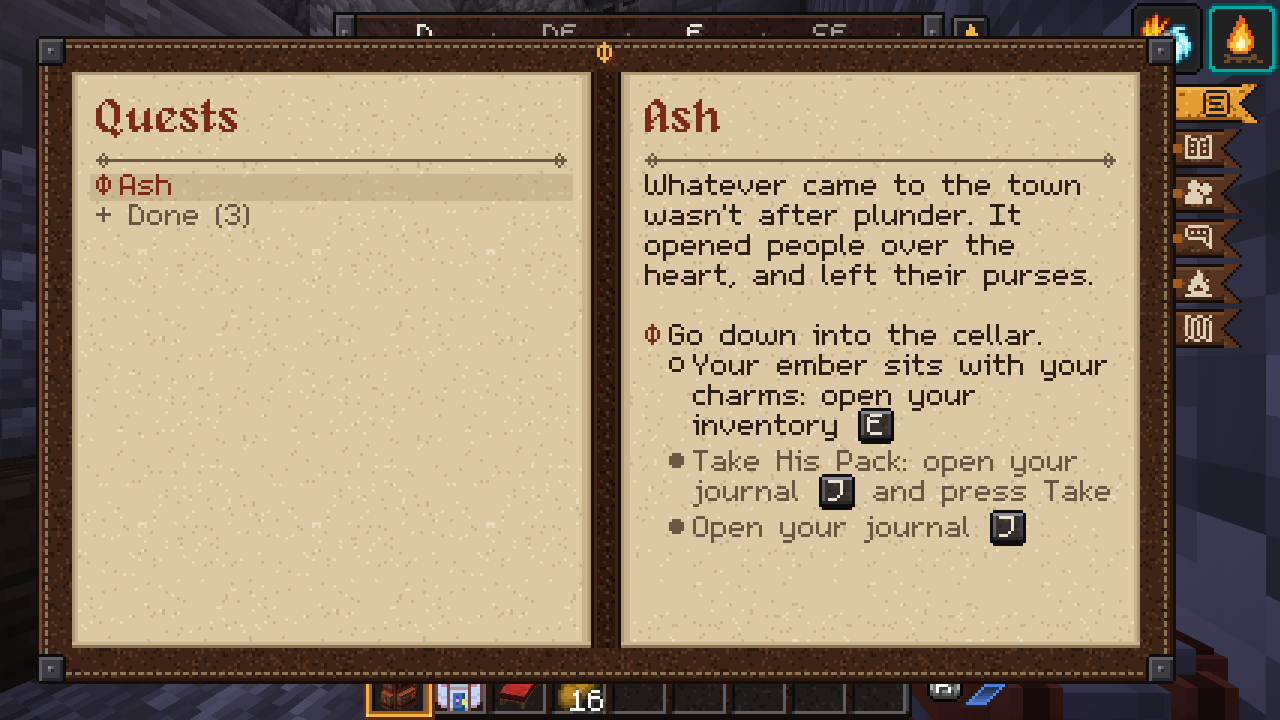 Quests
Ash
+ Done (3)
Ash
Whatever came to the town
wasn't after plunder. It
opened people over the
heart, and left their purses.
Go down into the cellar.
Your ember sits with your
charms: open your
inventory E
Take His Pack: open your
journal J and press Take
Open your journal J
16